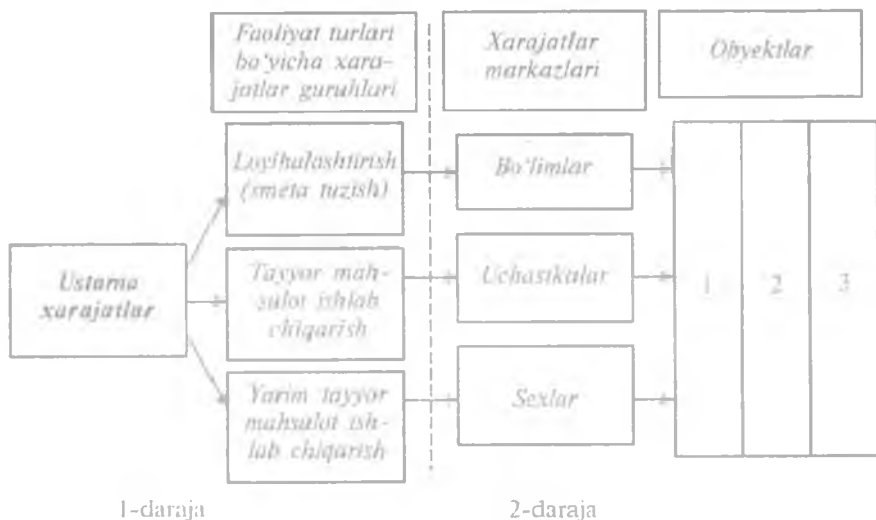 Faoliyat turlari
bo‘yicha xara-
jatlar guruhlari
Xarajatlar
markazlari
Obyektlar
Loyihalashtirish
(smeta tuzish)
Bo‘limlar
Ustama
xarajatlar
Tayyor mah-
sulot ishlab
chiqarish
Uchastkalar
1 2 3
Yarim tayyor
mahsulot ish-
lab chiqarish
Sexlar
1-daraja
2-daraja